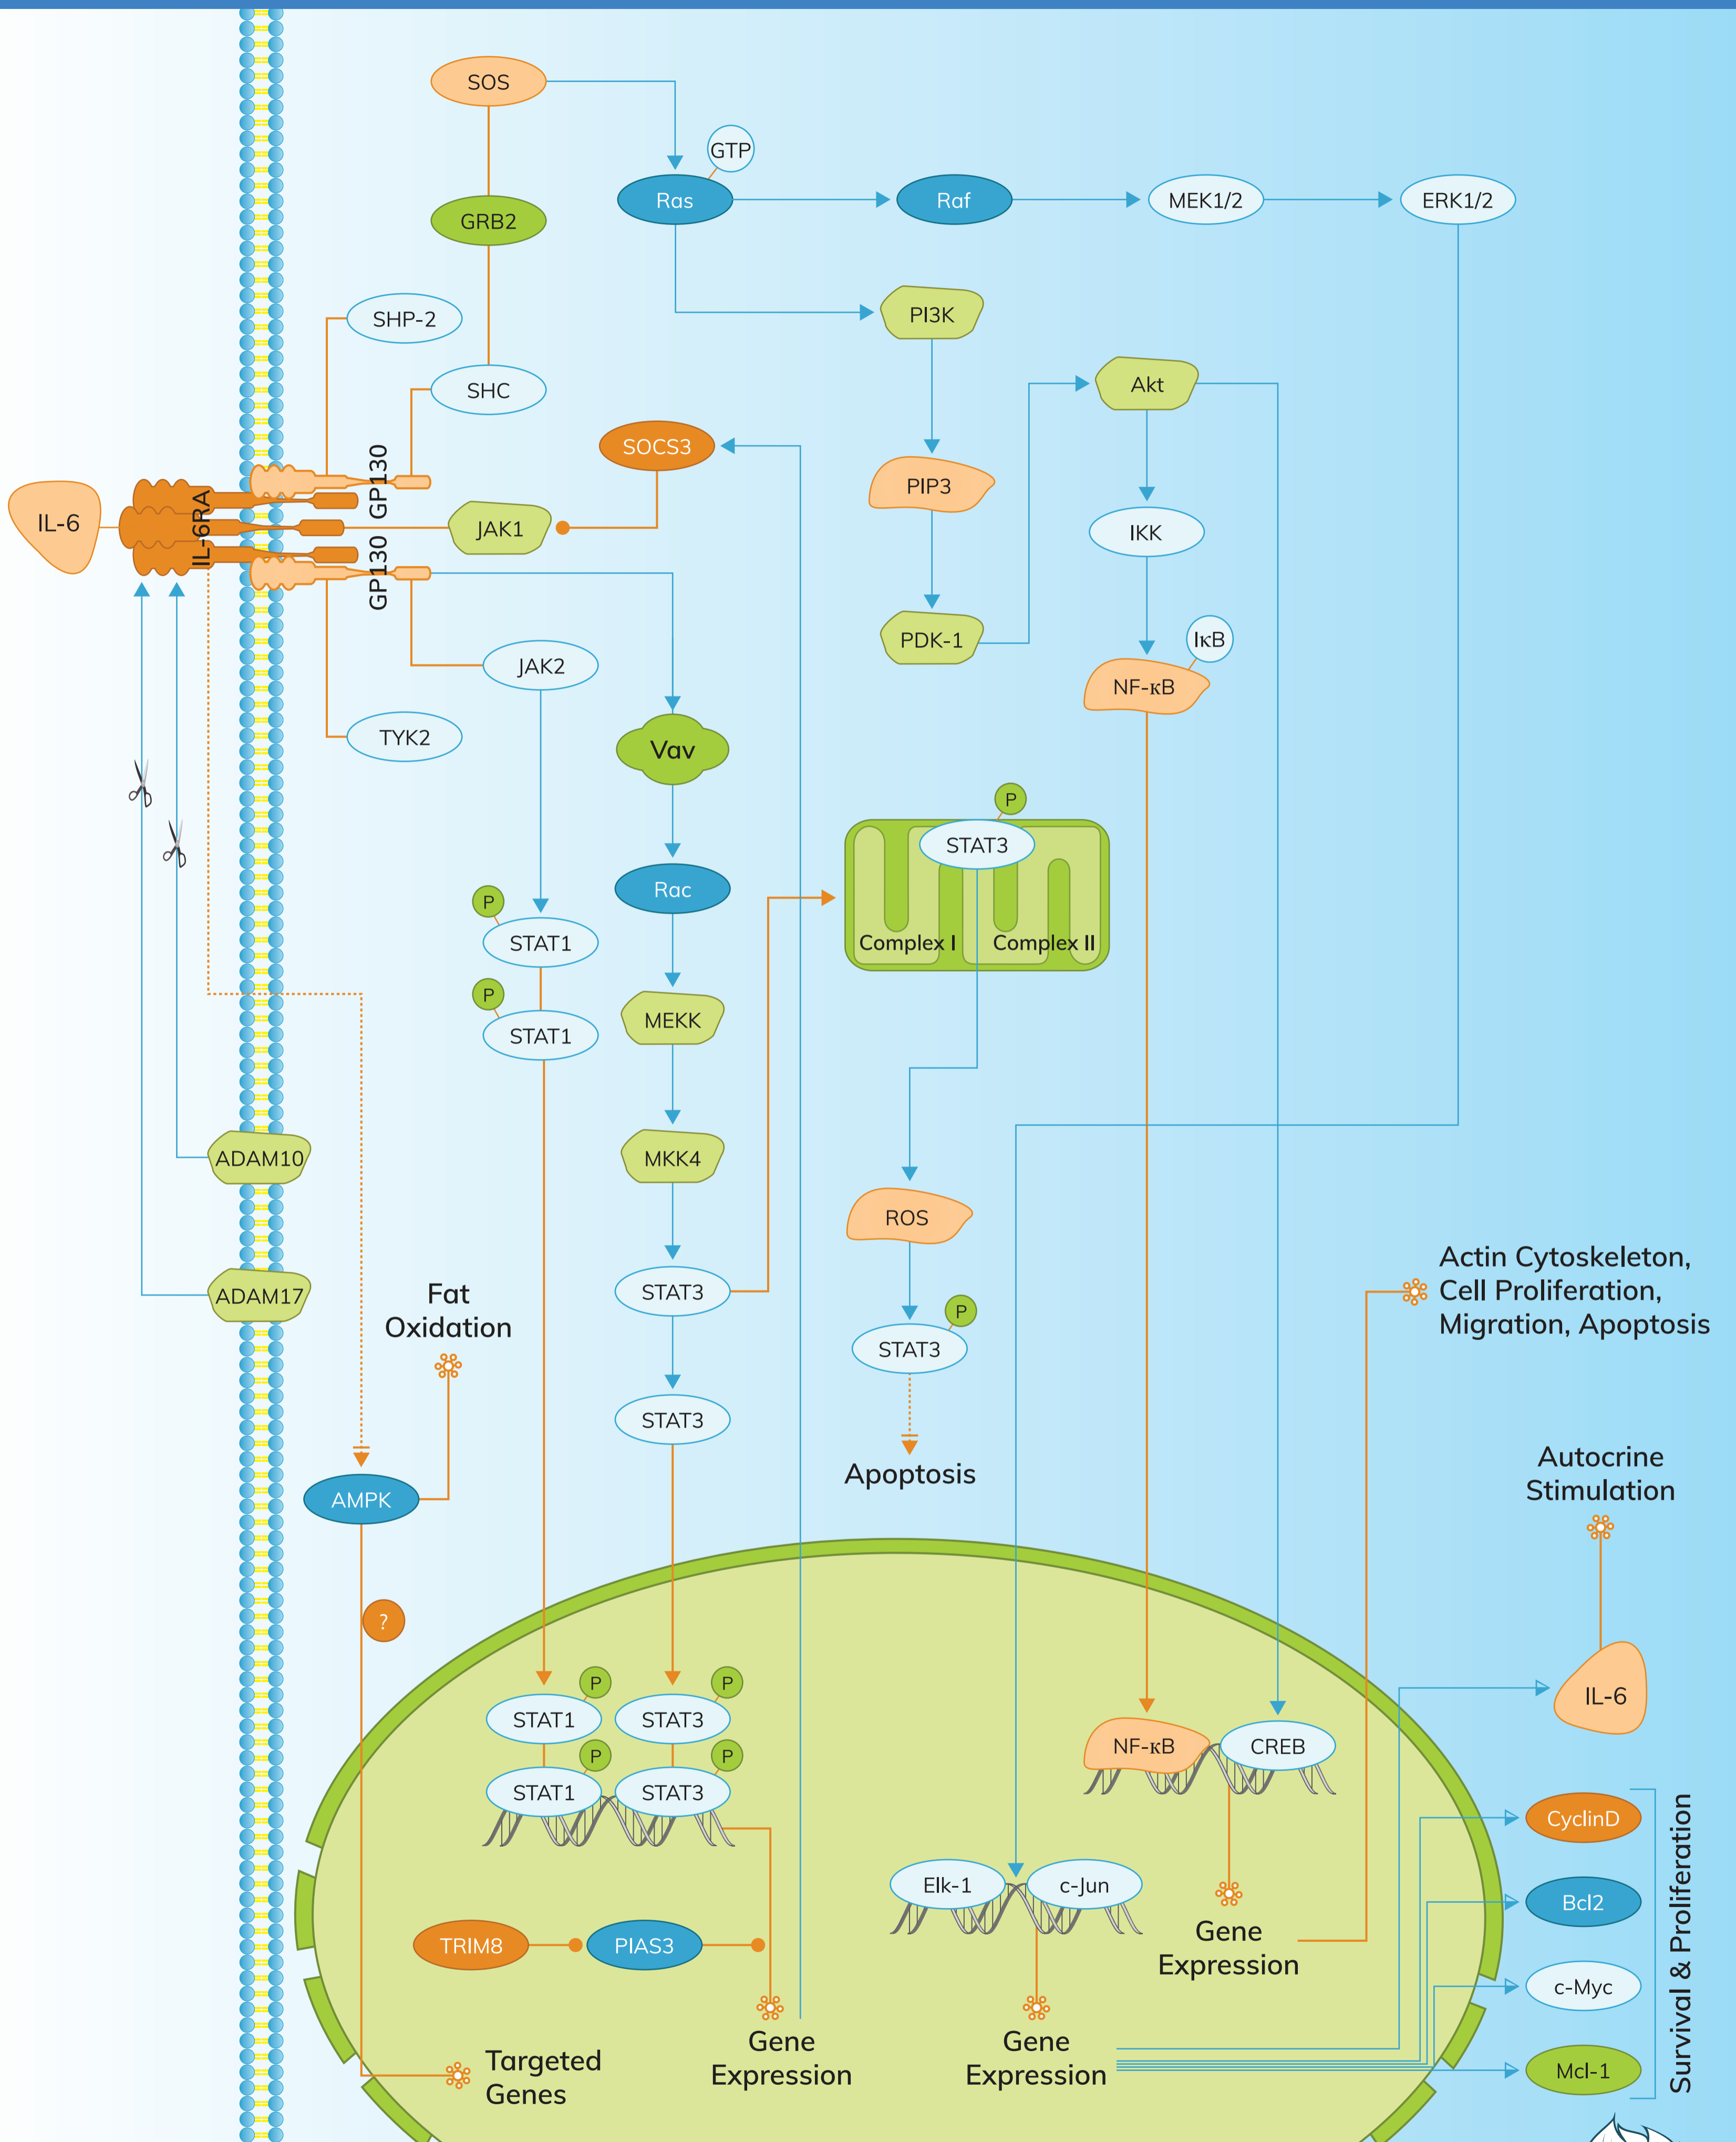 SOS
GTP
Ras
Raf
MEK1/2
ERK1/2
GRB2
SHP-2
PI3K
SHC
Akt
SOCS3
GP130
IL-6
IL-6RA
JAK1
PIP3
IKK
GP130
PDK-1
IκB
JAK2
NF-κB
TYK2
Vav
P
STAT3
Rac
P
STAT1
Complex I
Complex II
P
STAT1
MEKK
ADAM10
MKK4
ROS
ADAM17
Fat
Oxidation
STAT3
P
STAT3
Actin Cytoskeleton,
Cell Proliferation,
Migration, Apoptosis
STAT3
Apoptosis
Autocrine
Stimulation
AMPK
?
P
P
STAT1
STAT3
IL-6
NF-κB
CREB
P
P
STAT1
STAT3
CyclinD
Elk-1
c-Jun
Bcl2
Gene
Expression
TRIM8
PIAS3
c-Myc
Survival & Proliferation
Gene
Expression
Gene
Expression
Targeted
Genes
Mcl-1